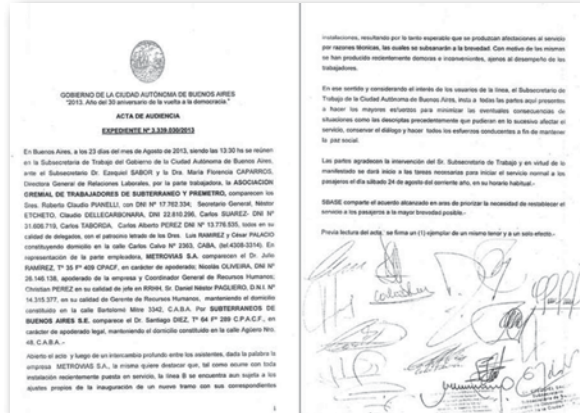 GOBIERNO DE LA CIUDAD AUTÓNOMA DE BUENOS AIRES
"2013. Año del 30 aniversario de la vuelta a la democracia."
ACTA DE AUDIENCIA
EXPEDIENTE Nº 3.339.030/2013
En Buenos Aires, a los 23 días del mes de Agosto de 2013, siendo las 13:30 hs se reúnen
en la Subsecretaría de Trabajo del Gobierno de la Ciudad Autónoma de Buenos Aires,
ante el Subsecretario Dr. Ezequiel SABOR y la Dra. María Florencia CAPARROS,
Directora General de Relaciones Laborales, por la parte trabajadora, la ASOCIACIÓN
GREMIAL DE TRABAJADORES DE SUBTERRANEO Y PREMETRO, comparecen los
Sres. Roberto Claudio PIANELLI, con DNI Nº 17.762.334; Secretario General, Néstor
ETCHETO, Claudio DELLECARBONARA, DNI 22.810.296, Carlos SUAREZ- DNI Nº
31.608.719, Carlos TABORDA, Carlos Alberto PEREZ DNI Nº 13.776.535, todos en su
calidad de delegados, con el patrocinio letrado de los Dres. Luis RAMIREZ y César PALACIO
constituyendo domicilio en la calle Carlos Calvo Nº 2363, CABA, (tel:4308-3314). En
representación de la parte empleadora, METROVIAS S.A., comparecen el Dr. Julio
RAMÍREZ, Tº 35 Fº 409 CPACF, en carácter de apoderado; Nicolás OLIVEIRA, DNI Nº
26.146.138, apoderado de la empresa y Coordinador General de Recursos Humanos;
Christian PEREZ en su calidad de jefe en RRHH, Sr. Daniel Néstor PAGLIERO, D.N.I. Nº
14.315.377, en su calidad de Gerente de Recursos Humanos, manteniendo el domicilio
constituido en la calle Bartolomé Mitre 3342, C.A.B.A. Por SUBTERRANEOS DE
BUENOS AIRES S.E. comparece el Dr. Santiago DIEZ, Tº 64 Fº 289 C.P.A.C.F., en
carácter de apoderado legal, manteniendo el domicilio constituido en la calle Agüero Nro.
48, C.A.B.A.-
Abierto el acto y luego de un intercambio profundo entre los asistentes, dada la palabra la
empresa METROVIAS S.A., la misma quiere destacar que, tal como ocurre con toda
instalación recientemente puesta en servicio, la línea B se encuentra aun sujeta a los
ajustes propios de la inauguración de un nuevo tramo con sus correspondientes
1
instalaciones, resultando por lo tanto esperable que se produzcan afectaciones al servicio
por razones técnicas, las cuales se subsanarán a la brevedad. Con motivo de las mismas
se han producido recientemente demoras e inconvenientes, ajenos al desempeño de los
trabajadores.
En ese sentido y considerando el interés de los usuarios de la línea, el Subsecretario de
Trabajo de la Ciudad Autónoma de Buenos Aires, insta a todas las partes aquí presentes
a hacer los mayores esfuerzos para minimizar las eventuales consecuencias de
situaciones como las descriptas precedentemente que pudieran en lo sucesivo afectar el
servicio, conservar el diálogo y hacer todos los esfuerzos conducentes a fin de mantener
la paz social.
Las partes agradecen la intervención del Sr. Subsecretario de Trabajo y en virtud de lo
manifestado se dará inicio a las tareas necesarias para iniciar el servicio normal a los
pasajeros el día sábado 24 de agosto del corriente año, en su horario habitual.-
SBASE comparte el acuerdo alcanzado en aras de priorizar la necesidad de restablecer el
servicio a los pasajeros a la mayor brevedad posible.-
Previa lectura del acta, se firma un (1) ejemplar de un mismo tenor y a un solo efecto.-